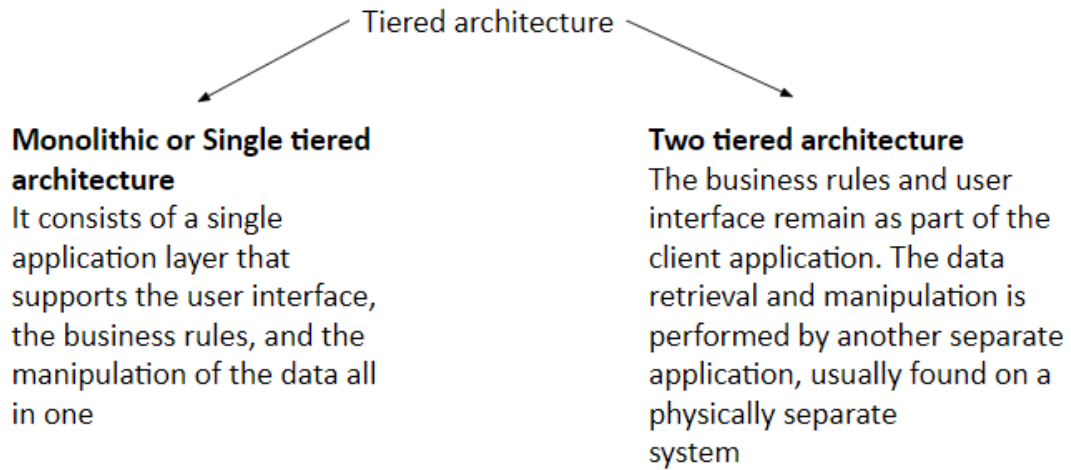 Tiered architecture
Monolithic or Single tiered
architecture
It consists of a single
application layer that
supports the user interface,
the business rules, and the
manipulation of the data all
in one
Two tiered architecture
The business rules and user
interface remain as part of the
client application. The data
retrieval and manipulation is
performed by another separate
application, usually found on a
physically separate
system